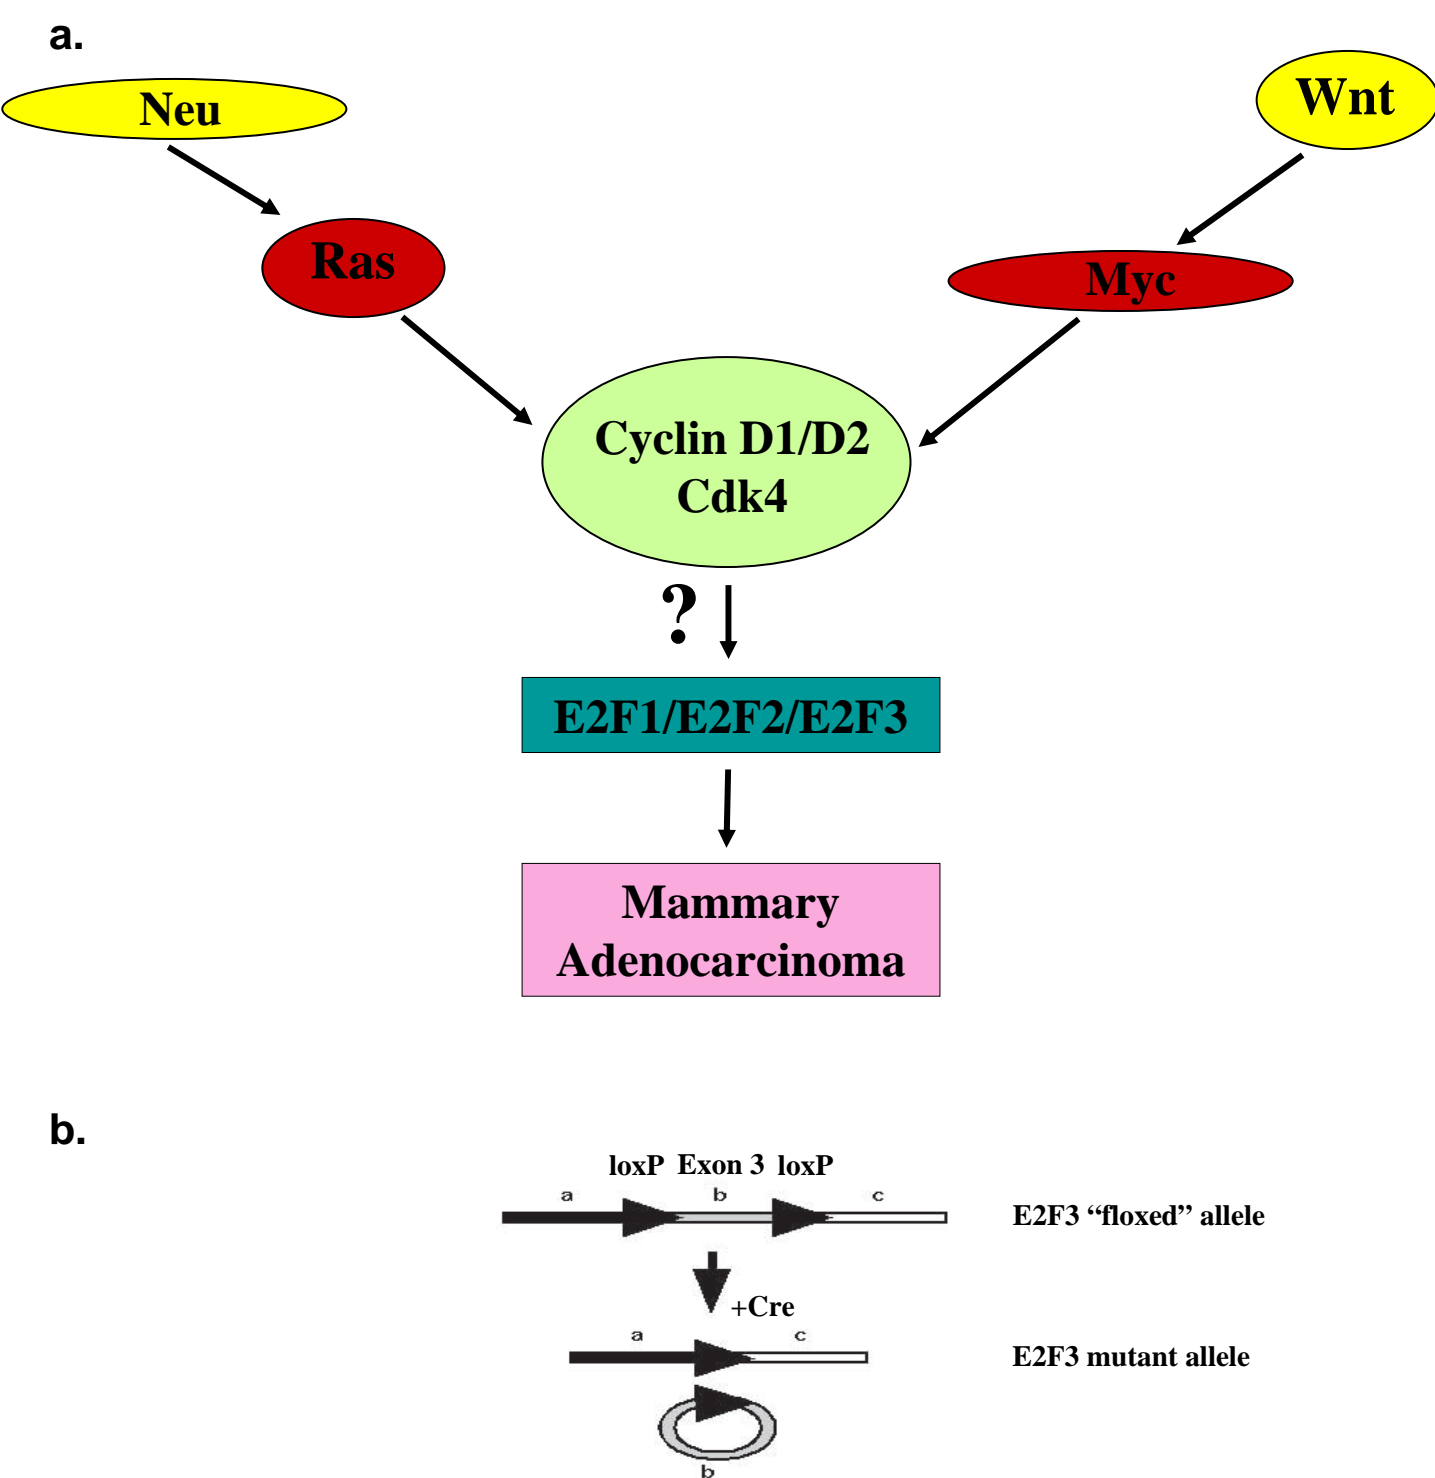 a.
Neu
Wnt
Ras
Myc
Cyclin D1/D2
Cdk4
?
E2F1/E2F2/E2F3
Mammary
Adenocarcinoma
b.
loxP Exon 3 loxP
a b c
E2F3 “floxed” allele
+Cre
a c
E2F3 mutant allele
b